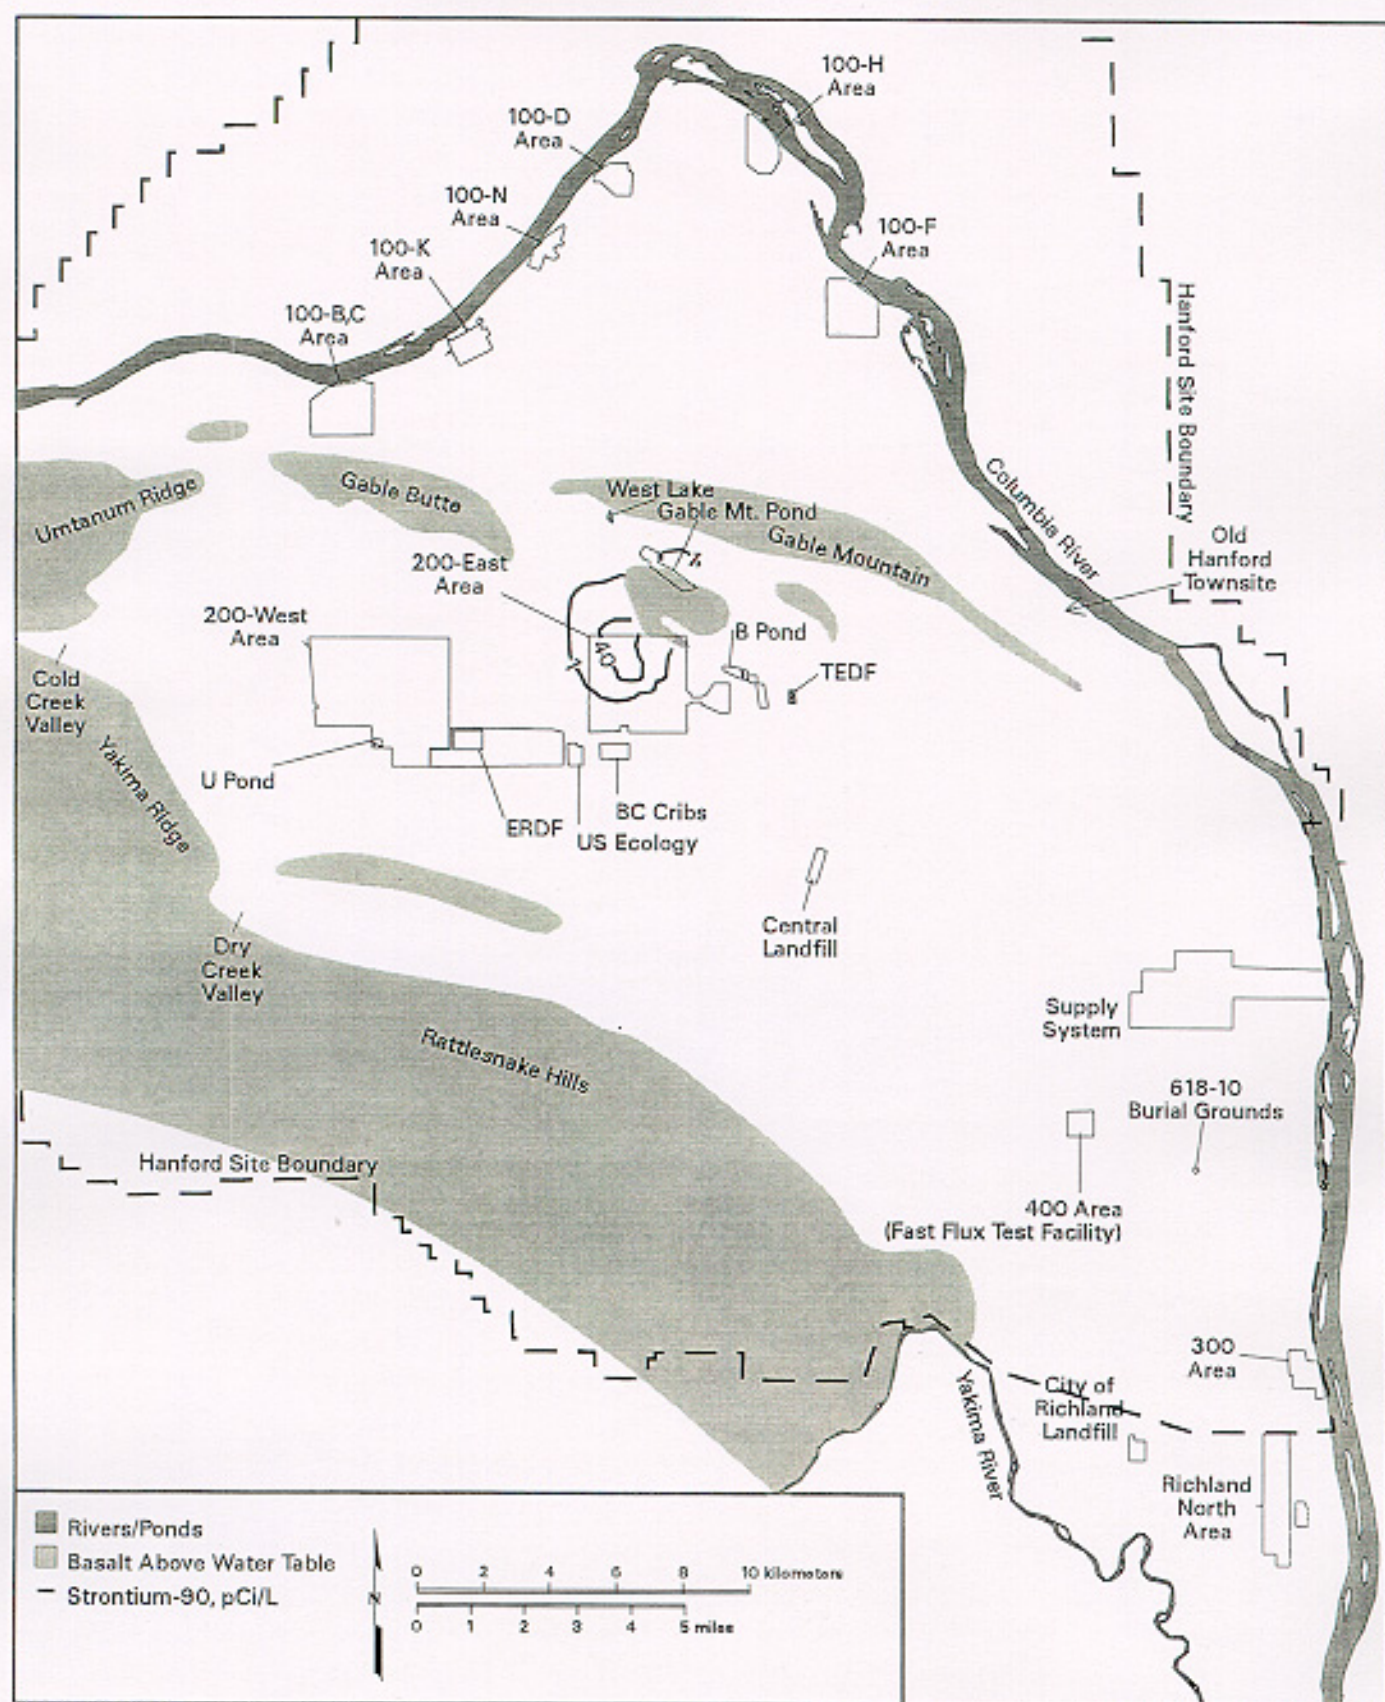 100-H
Area
100-D
Area
100-N
Area
100-F
Area
100-K
Area
100-B,C
Area
Hanford Site Boundary
Columbia River
Umtanum Ridge
Gable Butte
West Lake
Gable Mt. Pond
Gable Mountain
Old
Hanford
Townsite
200-East
Area
200-West
Area
40
B Pond
TEDF
Cold
Creek
Valley
Yakima Ridge
U Pond
ERDF
BC Cribs
US Ecology
Central
Landfill
Dry
Creek
Valley
Supply
System
Rattlesnake Hills
618-10
Burial Grounds
Hanford Site Boundary
400 Area
(Fast Flux Test Facility)
300
Area
City of
Richland
Landfill
Yakima River
Richland
North
Area
Rivers/Ponds
Basalt Above Water Table
Strontium-90, pCi/L
N
0 2 4 6 8 10 kilometers
0 1 2 3 4 5 miles